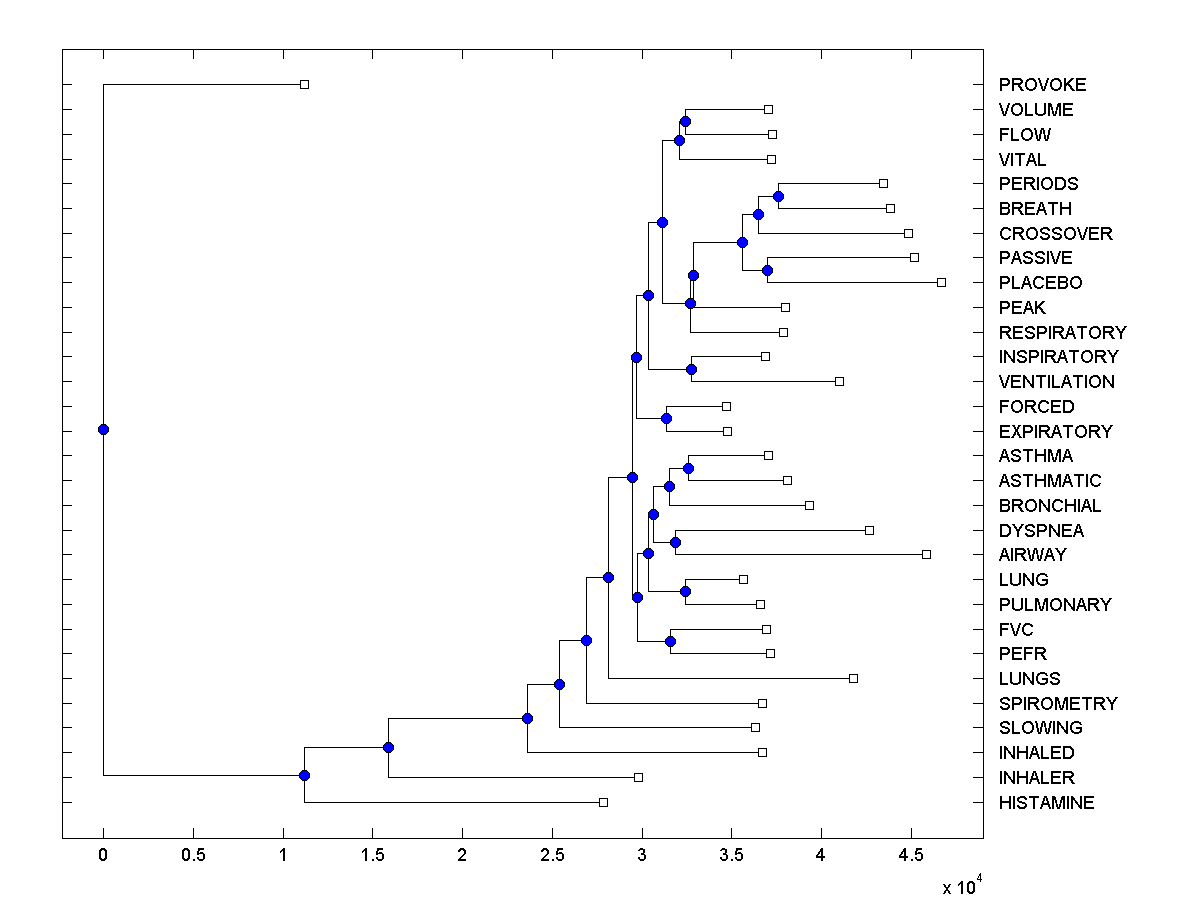 PROVOKE
VOLUME
FLOW
VITAL
PERIODS
BREATH
CROSSOVER
PASSIVE
PLACEBO
PEAK
RESPIRATORY
INSPIRATORY
VENTILATION
FORCED
EXPIRATORY
ASTHMA
ASTHMATIC
BRONCHIAL
DYSPNEA
AIRWAY
LUNG
PULMONARY
FVC
PEFR
LUNGS
SPIROMETRY
SLOWING
INHALED
INHALER
HISTAMINE
0 0.5 1 1.5 2 2.5 3 3.5 4 4.5
x 10^4